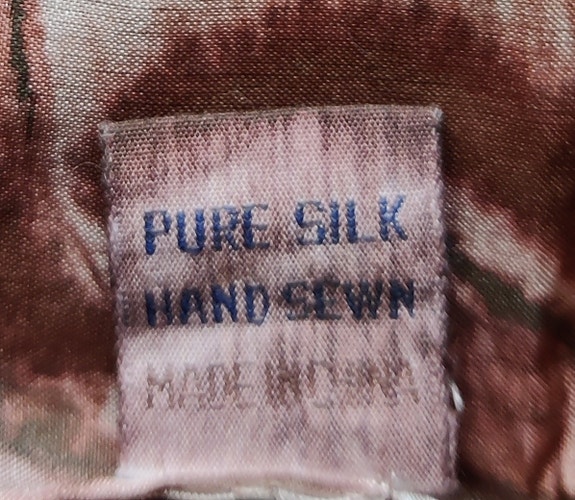 PURE SILK
HAND SEWN
MADE IN CHINA